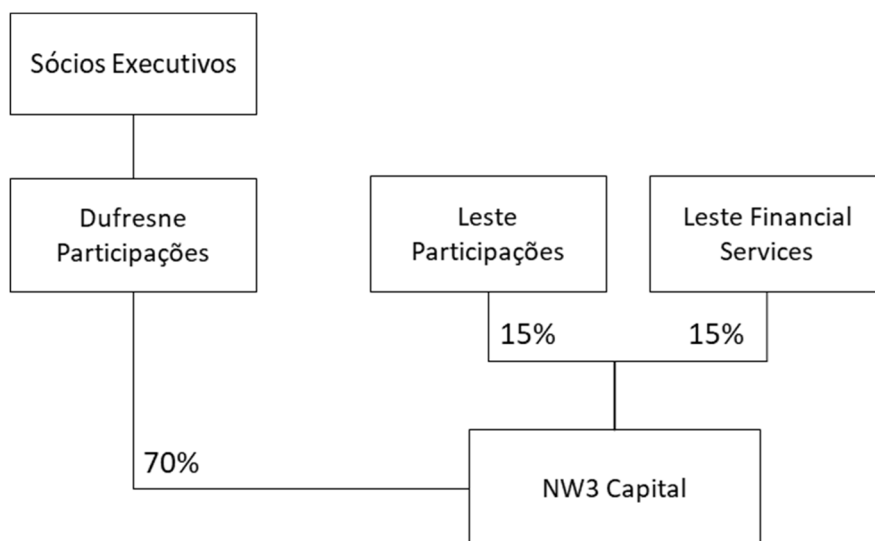 Sócios Executivos
Dufresne
Participações
Leste
Participações
Leste Financial
Services
15%
15%
70%
NW3 Capital